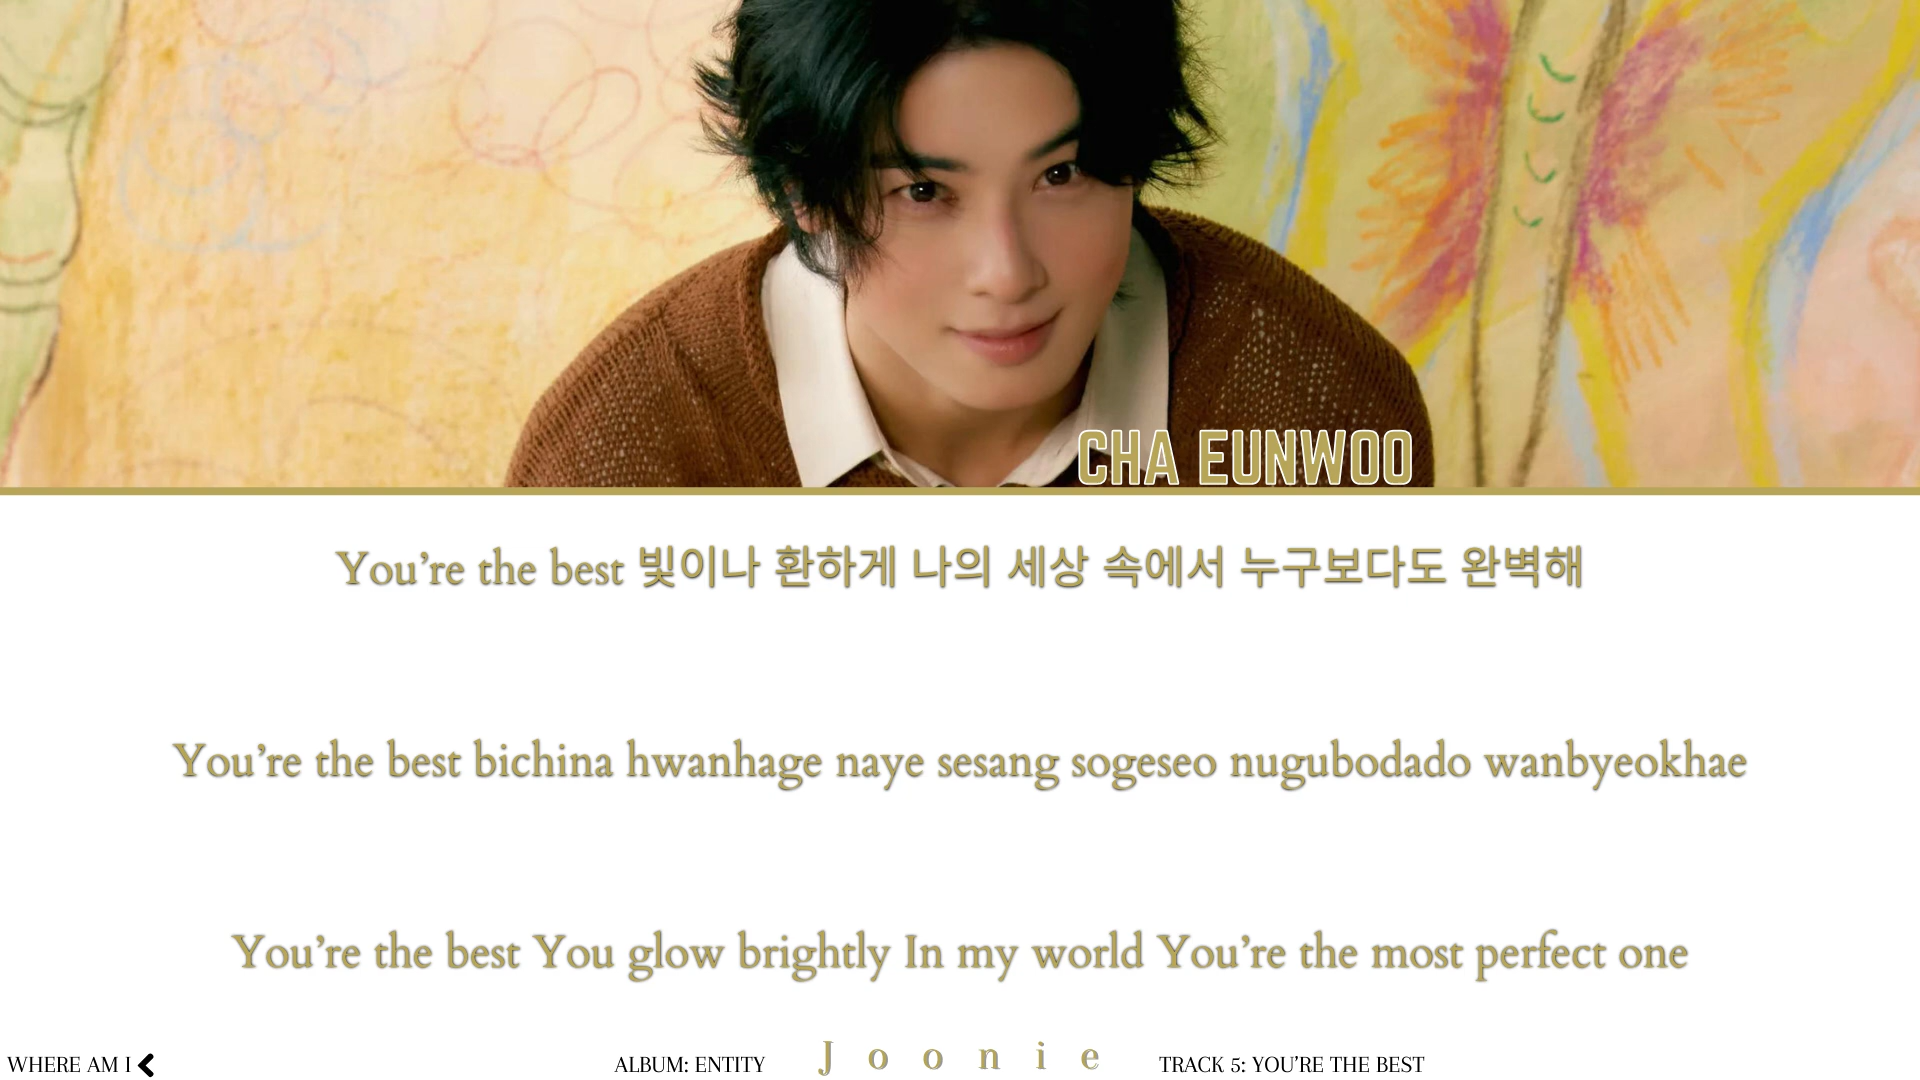 CHA EUNWOO
You’re the best 빛이나 환하게 나의 세상 속에서 누구보다도 완벽해
You’re the best bichina hwanhage naye sesang sogeseo nugubodado wanbyeokhae
You’re the best You glow brightly In my world You’re the most perfect one
WHERE AM I
ALBUM: ENTITY
Joonie
TRACK 5: YOU’RE THE BEST